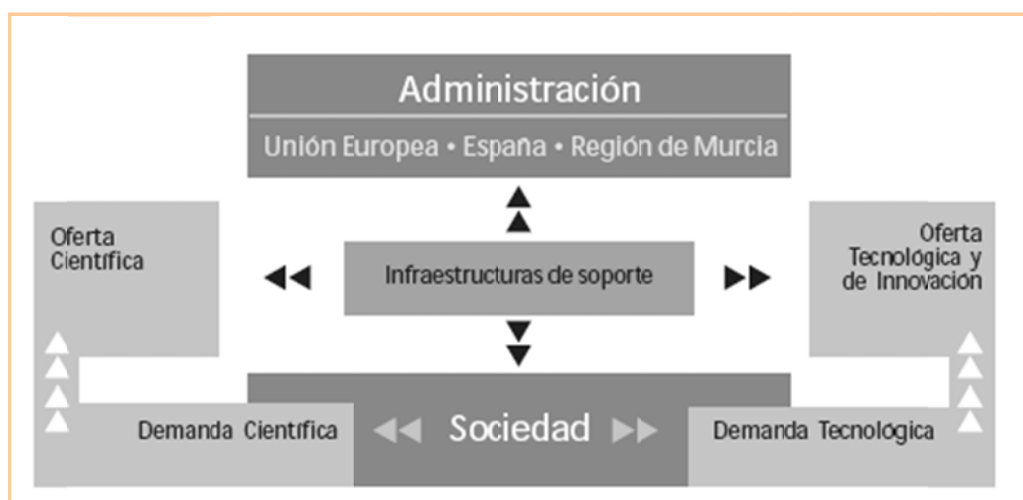 Administración
Unión Europea • España • Región de Murcia
Oferta
Científica
Infraestructuras de soporte
Oferta
Tecnológica y
de Innovación
Demanda Científica
Sociedad
Demanda Tecnológica